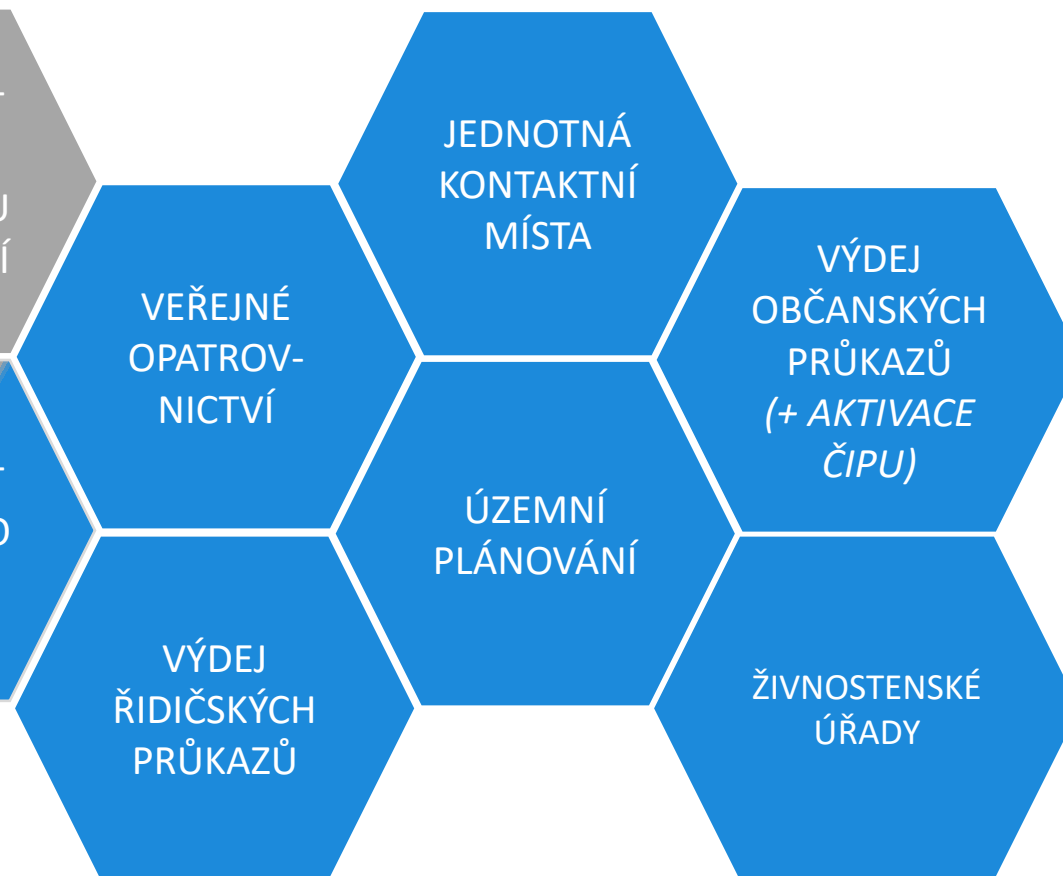 JEDNOTNÁ
KONTAKTNÍ
MÍSTA
VEŘEJNÉ
OPATROV-
NICTVÍ
VÝDEJ
OBČANSKÝCH
PRŮKAZŮ
(+ AKTIVACE
ČIPU)
ÚZEMNÍ
PLÁNOVÁNÍ
VÝDEJ
ŘIDIČSKÝCH
PRŮKAZŮ
ŽIVNOSTENSKÉ
ÚŘADY